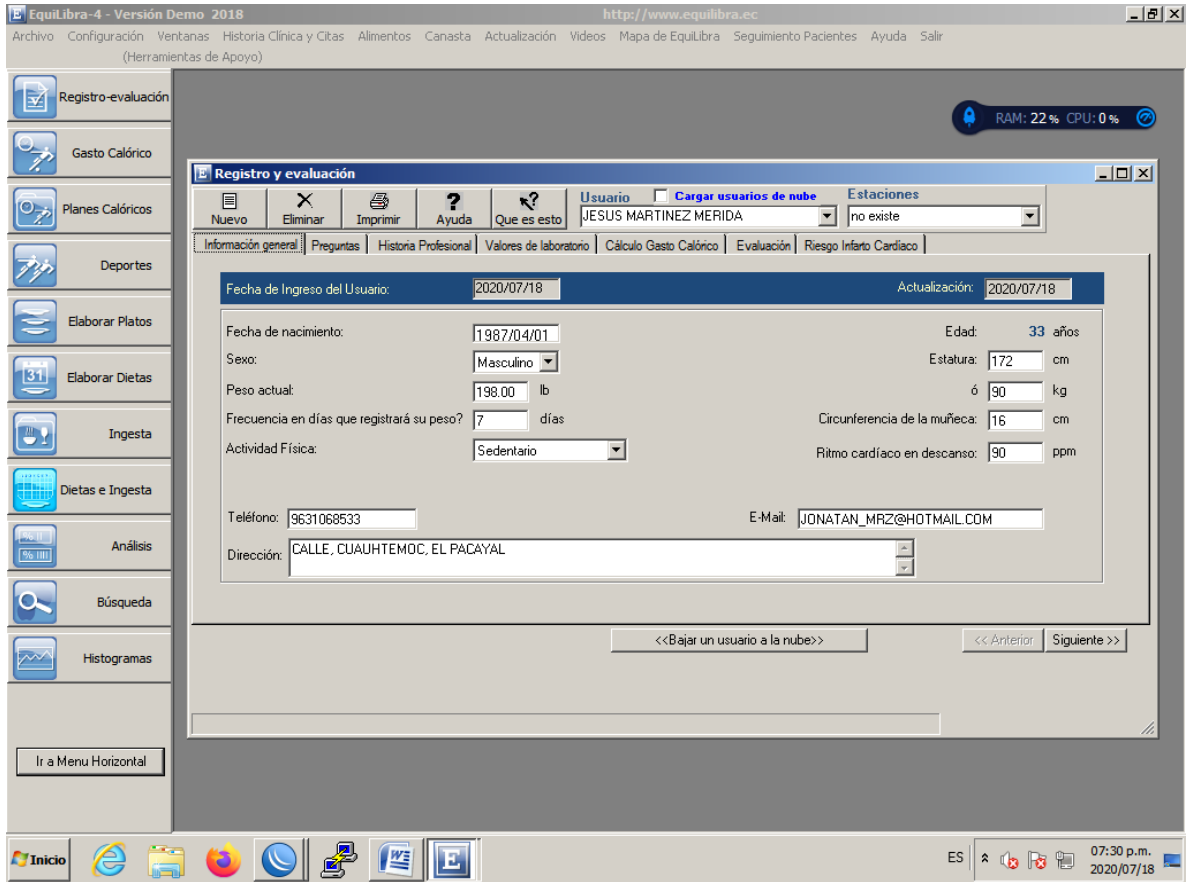 EquiLibra-4 - Versión Demo 2018 http://www.equilibra.ec
Archivo Configuración Ventanas Historia Clínica y Citas Alimentos Canasta Actualización Videos Mapa de EquiLibra Seguimiento Pacientes Ayuda Salir
(Herramientas de Apoyo)
Registro-evaluación
Gasto Calórico
Planes Calóricos
Deportes
Elaborar Platos
31
Elaborar Dietas
Ingesta
Dietas e Ingesta
Análisis
Búsqueda
Histogramas
Ir a Menu Horizontal
RAM: 22 % CPU: 0 %
E Registro y evaluación
Nuevo Eliminar Imprimir Ayuda Que es esto
Usuario Cargar usuarios de nube Estaciones
JESUS MARTINEZ MERIDA no existe
Información general Preguntas Historia Profesional Valores de laboratorio Cálculo Gasto Calórico Evaluación Riesgo Infarto Cardíaco
Fecha de Ingreso del Usuario: 2020/07/18 Actualización: 2020/07/18
Fecha de nacimiento: 1987/04/01 Edad: 33 años
Sexo: Masculino Estatura: 172 cm
Peso actual: 198.00 lb ó 90 kg
Frecuencia en días que registrará su peso? 7 días Circunferencia de la muñeca: 16 cm
Actividad Física: Sedentario Ritmo cardíaco en descanso: 90 ppm
Teléfono: 9631068533 E-Mail: JONATAN_MRZ@HOTMAIL.COM
Dirección: CALLE, CUAUHTEMOC, EL PACAYAL
<<Bajar un usuario a la nube>> << Anterior Siguiente >>
Inicio ES 07:30 p.m.
2020/07/18